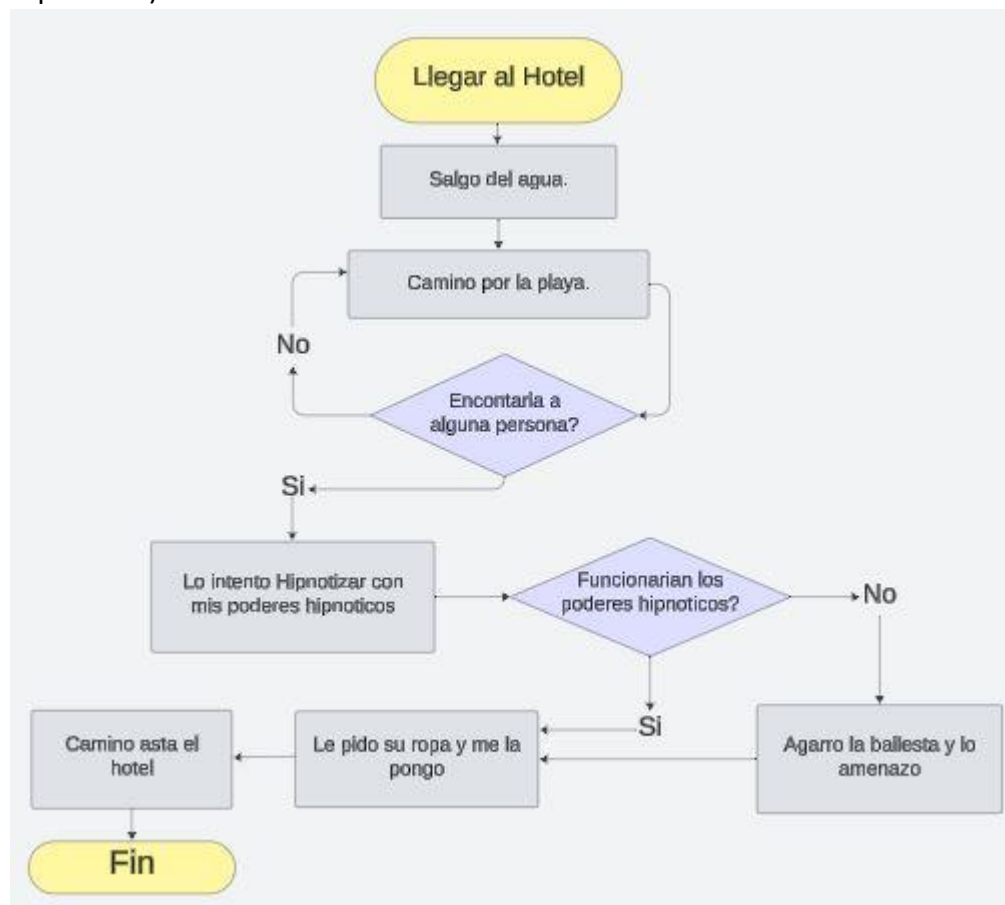 Llegar al Hotel
Salgo del agua.
Camino por la playa.
No
Encontaria a
alguna persona?
Si
Lo intento Hipnotizar con
mis poderes hipnoticos
Funcionarian los
poderes hipnoticos?
No
Si
Agarro la ballesta y lo
amenazo
Le pido su ropa y me la
pongo
Camino asta el
hotel
Fin